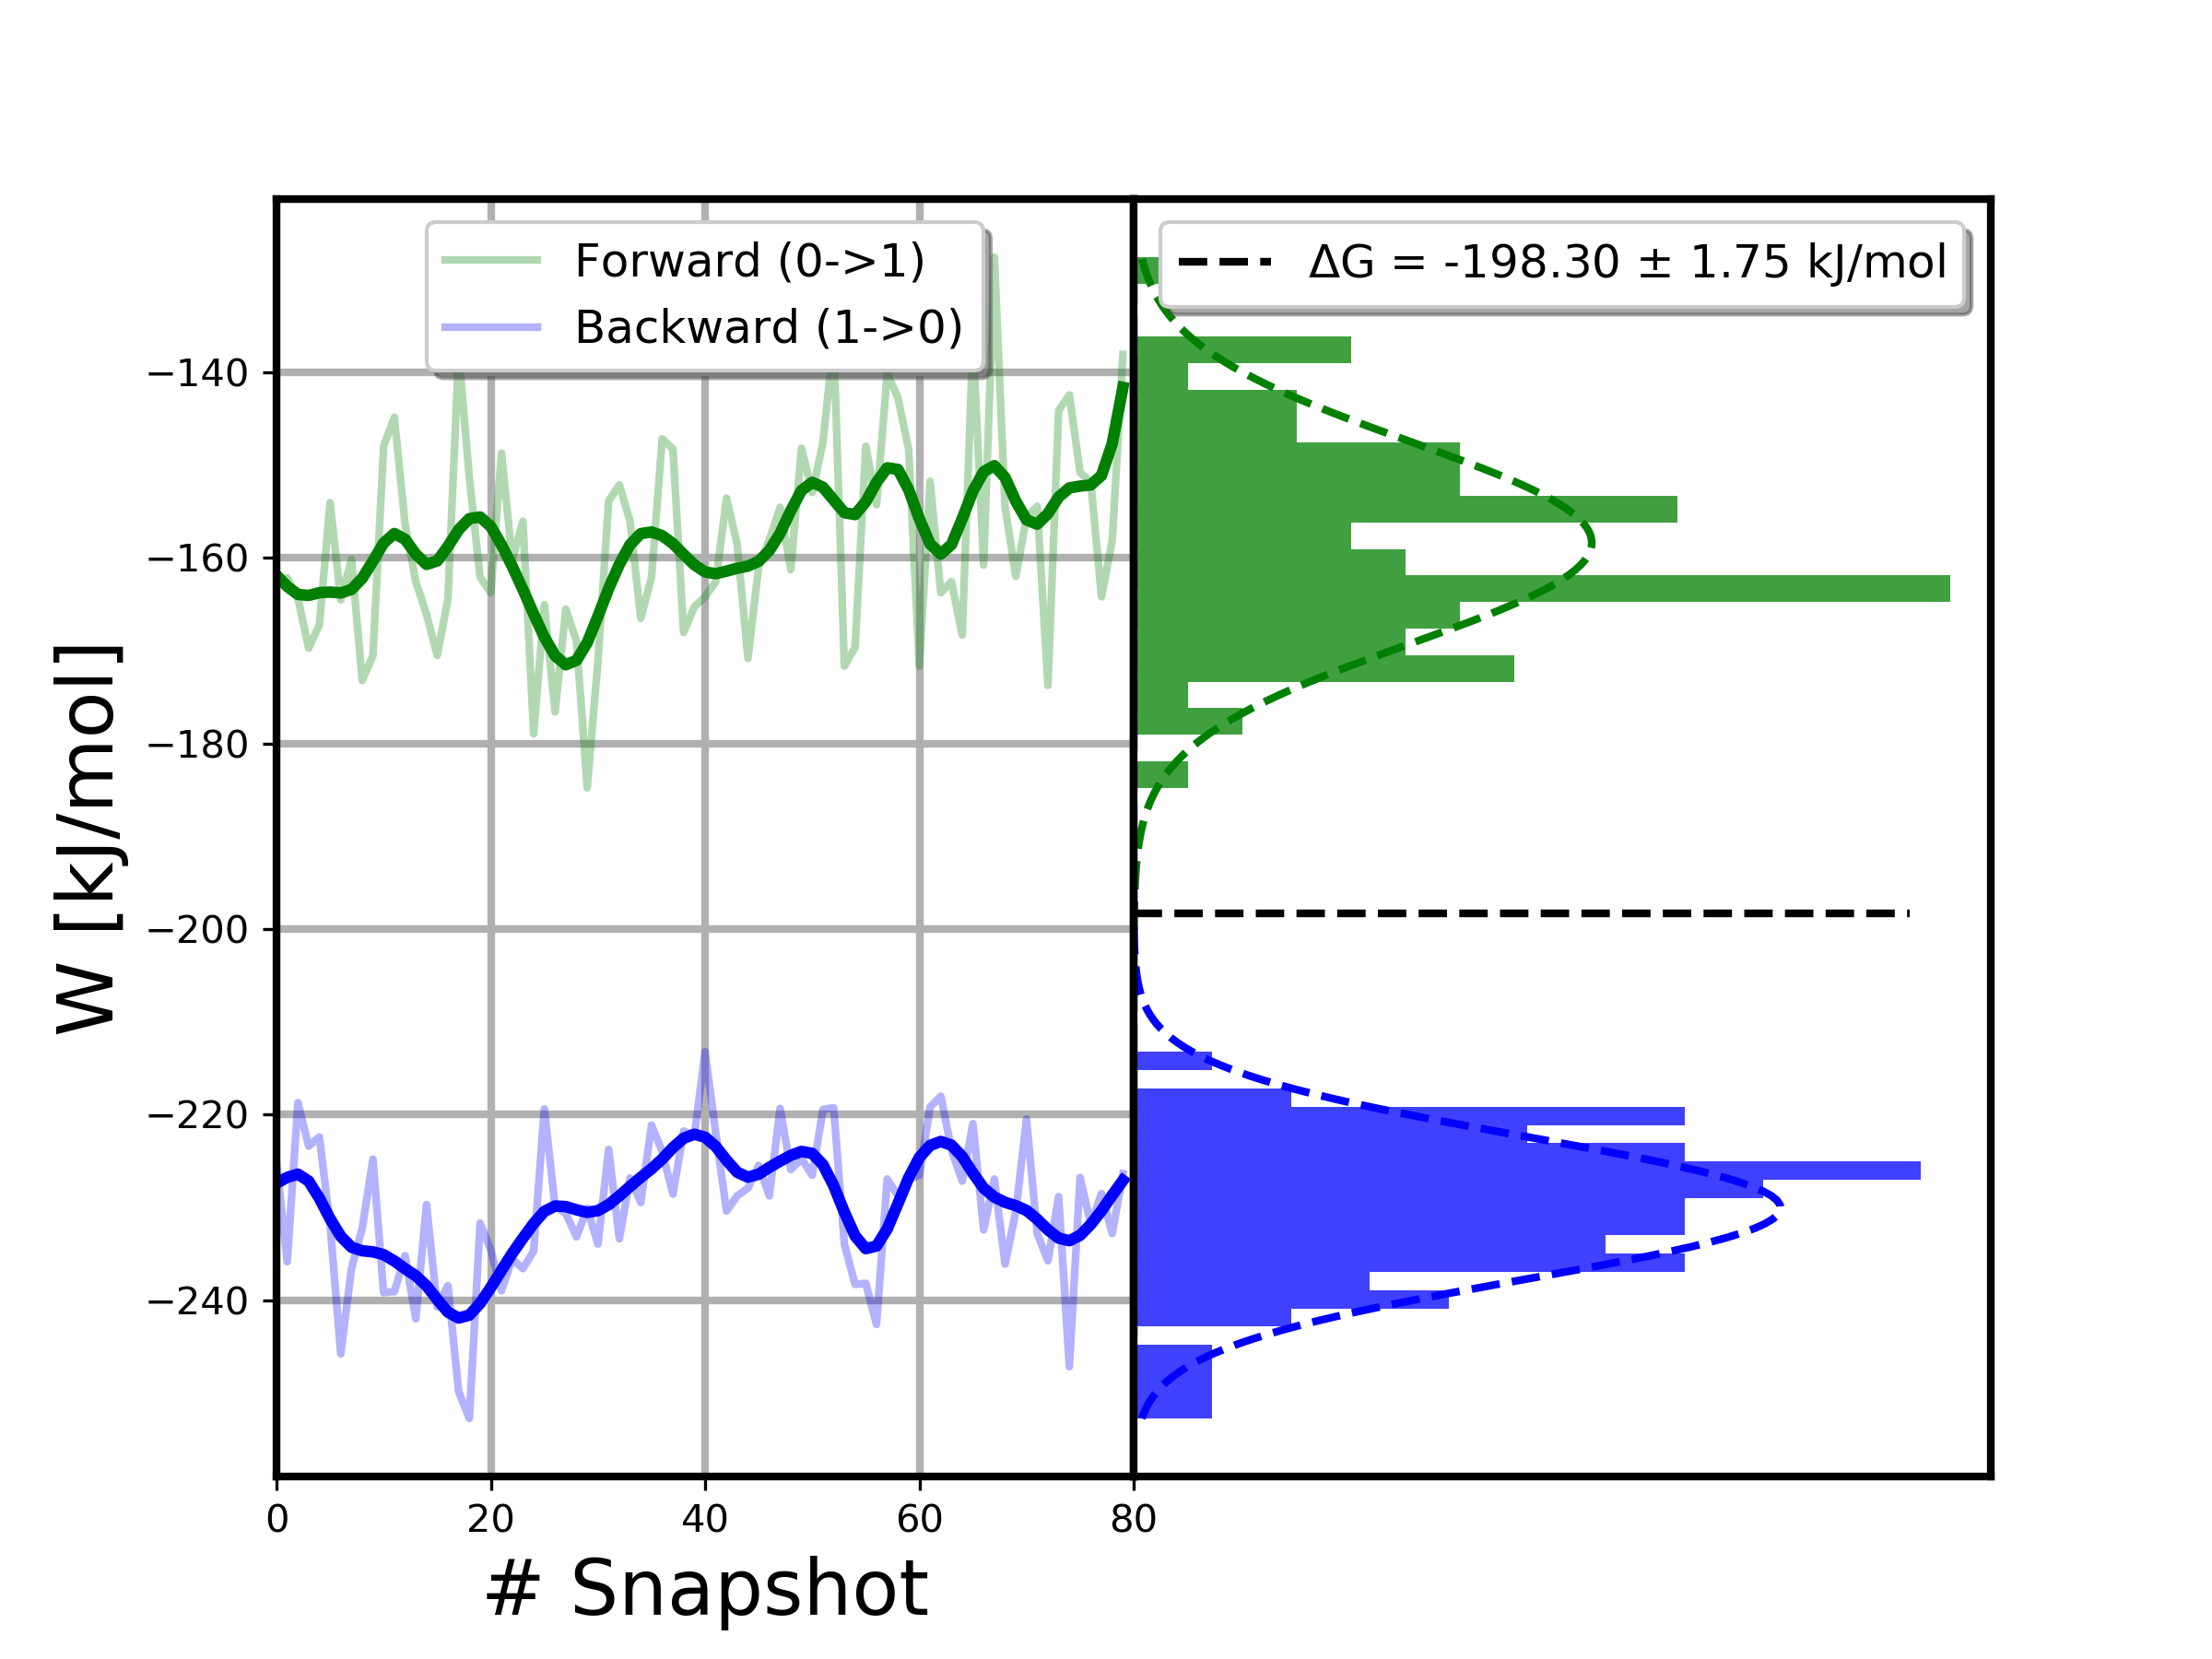 Forward (0->1)
Backward (1->0)
ΔG = -198.30 ± 1.75 kJ/mol
W [kJ/mol]
−140
−160
−180
−200
−220
−240
0 20 40 60 80
# Snapshot